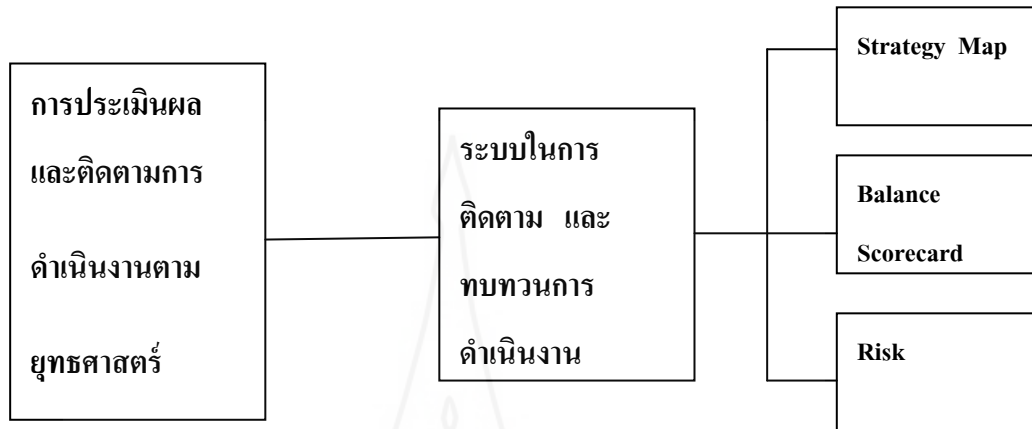 การประเมินผล
และติดตามการ
ดำเนินงานตาม
ยุทธศาสตร์
ระบบในการ
ติดตาม และ
ทบทวนการ
ดำเนินงาน
Strategy Map
Balance
Scorecard
Risk